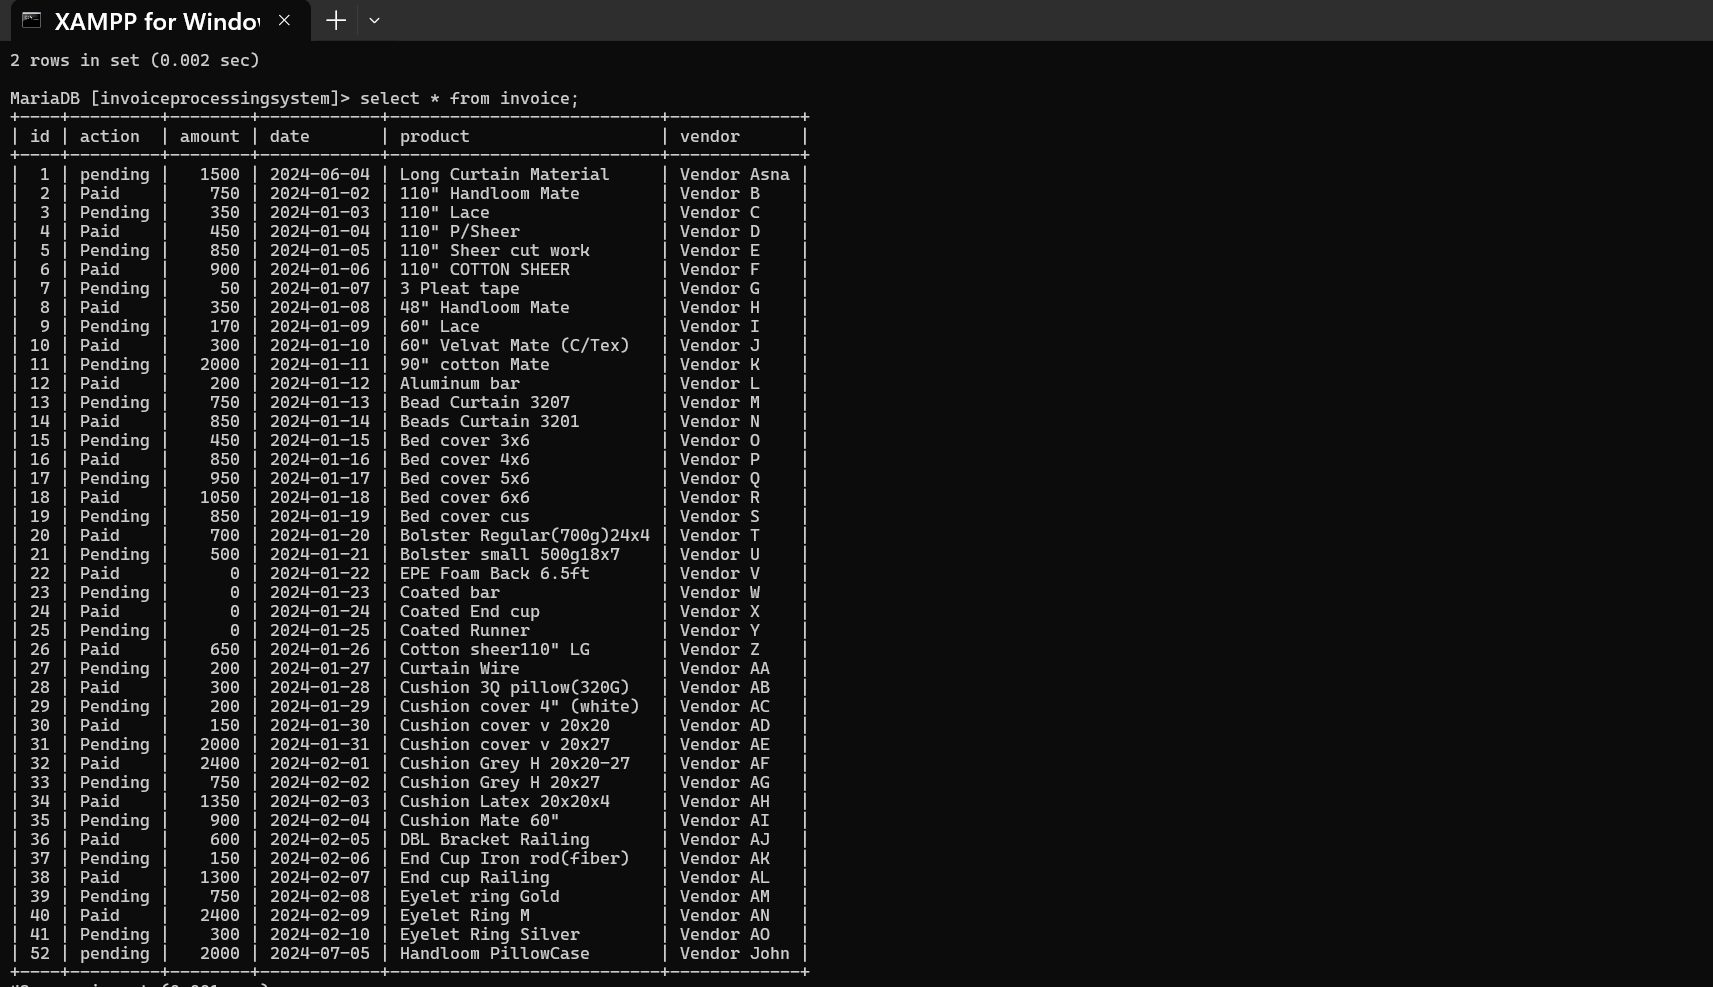 XAMPP for Windo
2 rows in set (0.002 sec)
MariaDB [invoiceprocessingsystem]> select * from invoice;
+----+---------+--------+------------+---------------------------+-------------+
| id | action  | amount | date       | product                   | vendor      |
+----+---------+--------+------------+---------------------------+-------------+
|  1 | pending |   1500 | 2024-06-04 | Long Curtain Material     | Vendor Asna |
|  2 | Paid    |    750 | 2024-01-02 | 110" Handloom Mate        | Vendor B    |
|  3 | Pending |    350 | 2024-01-03 | 110" Lace                 | Vendor C    |
|  4 | Paid    |    450 | 2024-01-04 | 110" P/Sheer              | Vendor D    |
|  5 | Pending |    850 | 2024-01-05 | 110" Sheer cut work       | Vendor E    |
|  6 | Paid    |    900 | 2024-01-06 | 110" COTTON SHEER         | Vendor F    |
|  7 | Pending |     50 | 2024-01-07 | 3 Pleat tape              | Vendor G    |
|  8 | Paid    |    350 | 2024-01-08 | 48" Handloom Mate         | Vendor H    |
|  9 | Pending |    170 | 2024-01-09 | 60" Lace                  | Vendor I    |
| 10 | Paid    |    300 | 2024-01-10 | 60" Velvat Mate (C/Tex)   | Vendor J    |
| 11 | Pending |   2000 | 2024-01-11 | 90" cotton Mate           | Vendor K    |
| 12 | Paid    |    200 | 2024-01-12 | Aluminum bar              | Vendor L    |
| 13 | Pending |    750 | 2024-01-13 | Bead Curtain 3207         | Vendor M    |
| 14 | Paid    |    850 | 2024-01-14 | Beads Curtain 3201        | Vendor N    |
| 15 | Pending |    450 | 2024-01-15 | Bed cover 3x6             | Vendor O    |
| 16 | Paid    |    850 | 2024-01-16 | Bed cover 4x6             | Vendor P    |
| 17 | Pending |    950 | 2024-01-17 | Bed cover 5x6             | Vendor Q    |
| 18 | Paid    |   1050 | 2024-01-18 | Bed cover 6x6             | Vendor R    |
| 19 | Pending |    850 | 2024-01-19 | Bed cover cus             | Vendor S    |
| 20 | Paid    |    700 | 2024-01-20 | Bolster Regular(700g)24x4 | Vendor T    |
| 21 | Pending |    500 | 2024-01-21 | Bolster small 500g18x7    | Vendor U    |
| 22 | Paid    |      0 | 2024-01-22 | EPE Foam Back 6.5ft       | Vendor V    |
| 23 | Pending |      0 | 2024-01-23 | Coated bar                | Vendor W    |
| 24 | Paid    |      0 | 2024-01-24 | Coated End cup            | Vendor X    |
| 25 | Pending |      0 | 2024-01-25 | Coated Runner             | Vendor Y    |
| 26 | Paid    |    650 | 2024-01-26 | Cotton sheer110" LG       | Vendor Z    |
| 27 | Pending |    200 | 2024-01-27 | Curtain Wire              | Vendor AA   |
| 28 | Paid    |    300 | 2024-01-28 | Cushion 3Q pillow(320G)   | Vendor AB   |
| 29 | Pending |    200 | 2024-01-29 | Cushion cover 4" (white)  | Vendor AC   |
| 30 | Paid    |    150 | 2024-01-30 | Cushion cover v 20x20     | Vendor AD   |
| 31 | Pending |   2000 | 2024-01-31 | Cushion cover v 20x27     | Vendor AE   |
| 32 | Paid    |   2400 | 2024-02-01 | Cushion Grey H 20x20-27   | Vendor AF   |
| 33 | Pending |    750 | 2024-02-02 | Cushion Grey H 20x27      | Vendor AG   |
| 34 | Paid    |   1350 | 2024-02-03 | Cushion Latex 20x20x4     | Vendor AH   |
| 35 | Pending |    900 | 2024-02-04 | Cushion Mate 60"          | Vendor AI   |
| 36 | Paid    |    600 | 2024-02-05 | DBL Bracket Railing       | Vendor AJ   |
| 37 | Pending |    150 | 2024-02-06 | End Cup Iron rod(fiber)   | Vendor AK   |
| 38 | Paid    |   1300 | 2024-02-07 | End cup Railing           | Vendor AL   |
| 39 | Pending |    750 | 2024-02-08 | Eyelet ring Gold          | Vendor AM   |
| 40 | Paid    |   2400 | 2024-02-09 | Eyelet Ring M             | Vendor AN   |
| 41 | Pending |    300 | 2024-02-10 | Eyelet Ring Silver        | Vendor AO   |
| 52 | pending |   2000 | 2024-07-05 | Handloom PillowCase       | Vendor John |
+----+---------+--------+------------+---------------------------+-------------+